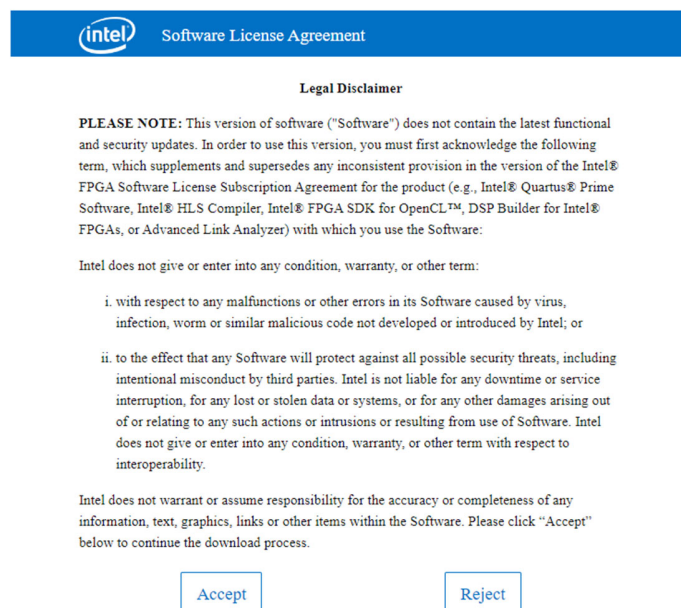 intel Software License Agreement
Legal Disclaimer
PLEASE NOTE: This version of software ("Software") does not contain the latest functional
and security updates. In order to use this version, you must first acknowledge the following
term, which supplements and supersedes any inconsistent provision in the version of the Intel®
FPGA Software License Subscription Agreement for the product (e.g., Intel® Quartus® Prime
Software, Intel® HLS Compiler, Intel® FPGA SDK for OpenCL™, DSP Builder for Intel®
FPGAs, or Advanced Link Analyzer) with which you use the Software:
Intel does not give or enter into any condition, warranty, or other term:
i. with respect to any malfunctions or other errors in its Software caused by virus,
infection, worm or similar malicious code not developed or introduced by Intel; or
ii. to the effect that any Software will protect against all possible security threats, including
intentional misconduct by third parties. Intel is not liable for any downtime or service
interruption, for any lost or stolen data or systems, or for any other damages arising out
of or relating to any such actions or intrusions or resulting from use of Software. Intel
does not give or enter into any condition, warranty, or other term with respect to
interoperability.
Intel does not warrant or assume responsibility for the accuracy or completeness of any
information, text, graphics, links or other items within the Software. Please click “Accept”
below to continue the download process.
Accept Reject